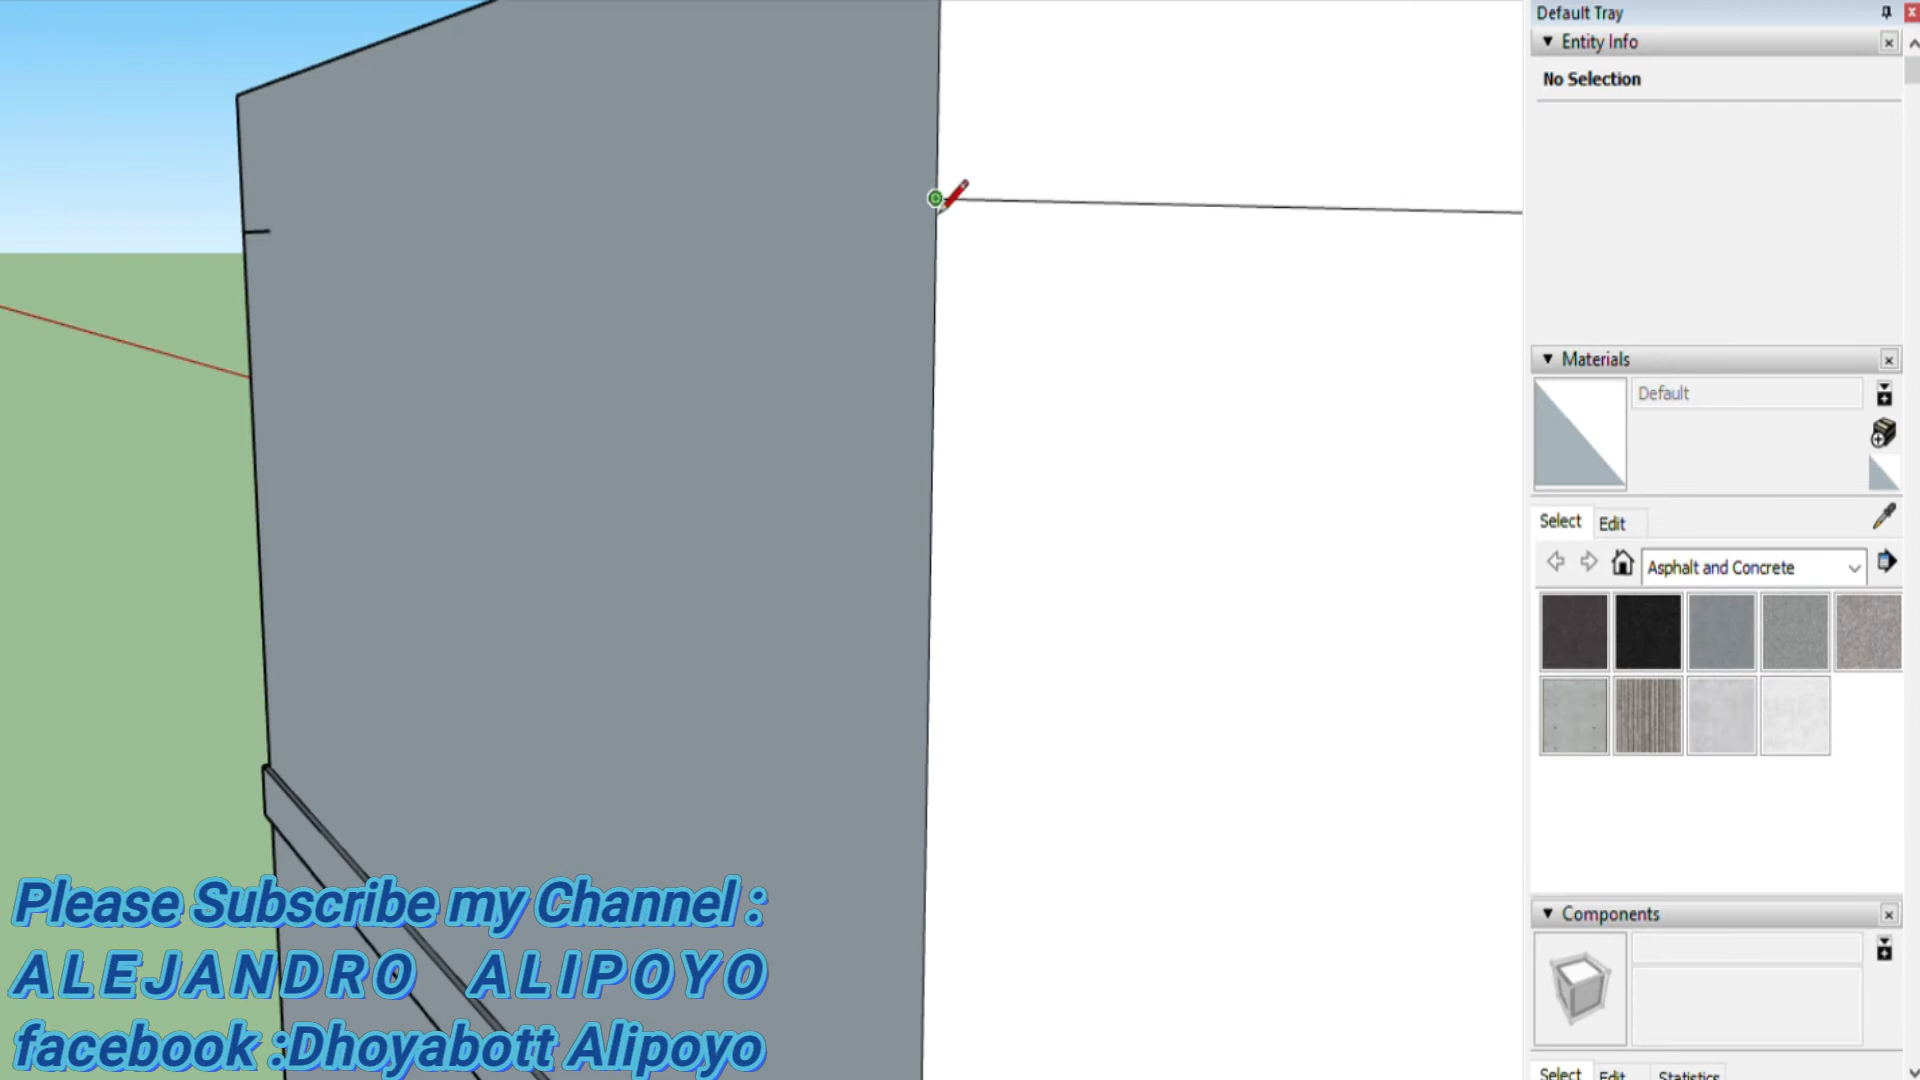 Default Tray
Entity Info
No Selection
Materials
Default
Select Edit
Asphalt and Concrete
Components
Select Edit Statistics
Please Subscribe my Channel :
ALEJANDRO ALIPOYO
facebook :Dhoyabott Alipoyo